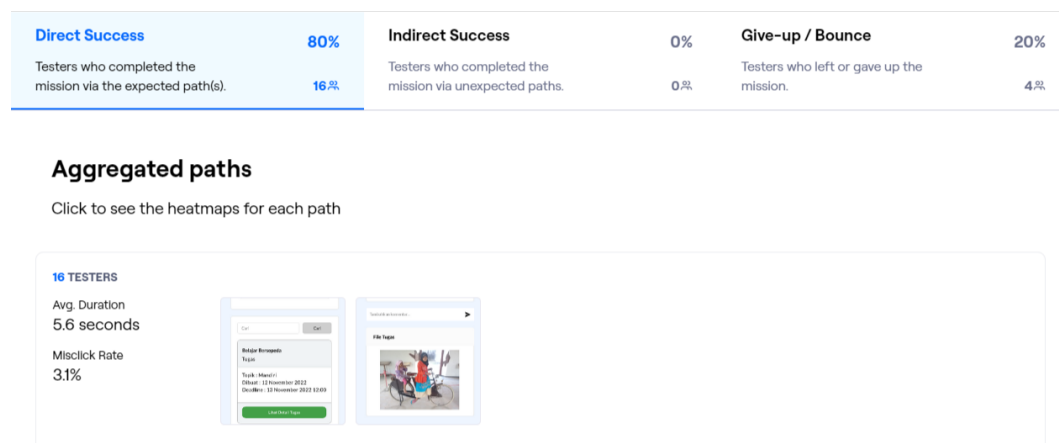 Direct Success
80%
Testers who completed the
mission via the expected path(s).
16
Indirect Success
0%
Testers who completed the
mission via unexpected paths.
0
Give-up / Bounce
20%
Testers who left or gave up the
mission.
4
Aggregated paths
Click to see the heatmaps for each path
16 TESTERS
Avg. Duration
5.6 seconds
Misclick Rate
3.1%
Cari
Cari
Belajar Bersepeda
Tugas
Topik : Mandiri
Dibuat : 12 November 2022
Deadline : 13 November 2022 12:00
Lihat Detail Tugas
File Tugas